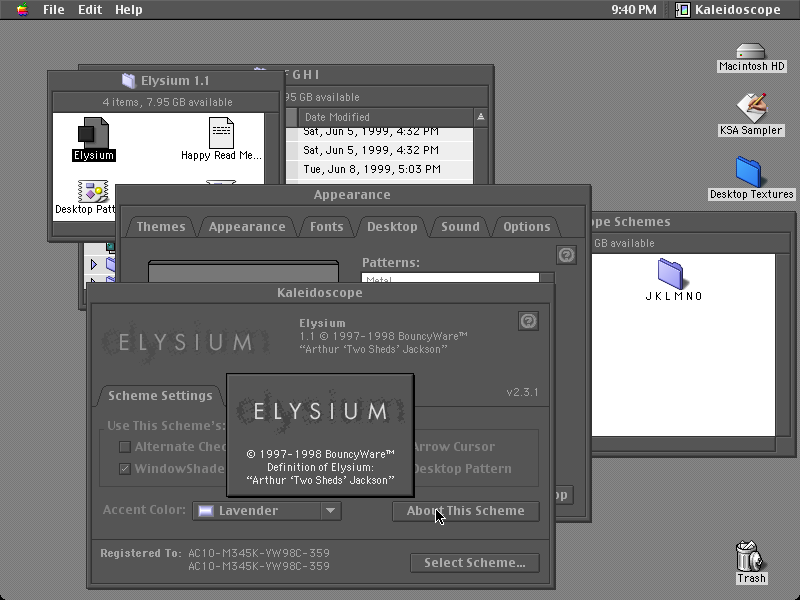 File Edit Help
9:40 PM
Kaleidoscope
F G H I
Elysium 1.1
4 items, 7.95 GB available
95 GB available
Date Modified
Sat, Jun 5, 1999, 4:32 PM
Sat, Jun 5, 1999, 4:32 PM
Tue, Jun 8, 1999, 5:03 PM
Elysium
Happy Read Me...
Desktop Patt
Macintosh HD
KSA Sampler
Desktop Textures
Appearance
Themes Appearance Fonts Desktop Sound Options
Patterns:
Metal
ope Schemes
GB available
J K L M N O
Kaleidoscope
ELYSIUM
Elysium
1.1 © 1997-1998 BouncyWare™
“Arthur ‘Two Sheds’ Jackson”
v2.3.1
Scheme Settings
Use This Scheme's:
Alternate Chec
WindowShade
Arrow Cursor
Desktop Pattern
elysium
ELYSIUM
© 1997-1998 BouncyWare™
Definition of Elysium:
“Arthur ‘Two Sheds’ Jackson”
Accent Color:
Lavender
About This Scheme
op
Registered To: AC10-M345K-YW98C-359
AC10-M345K-YW98C-359
Select Scheme...
Trash